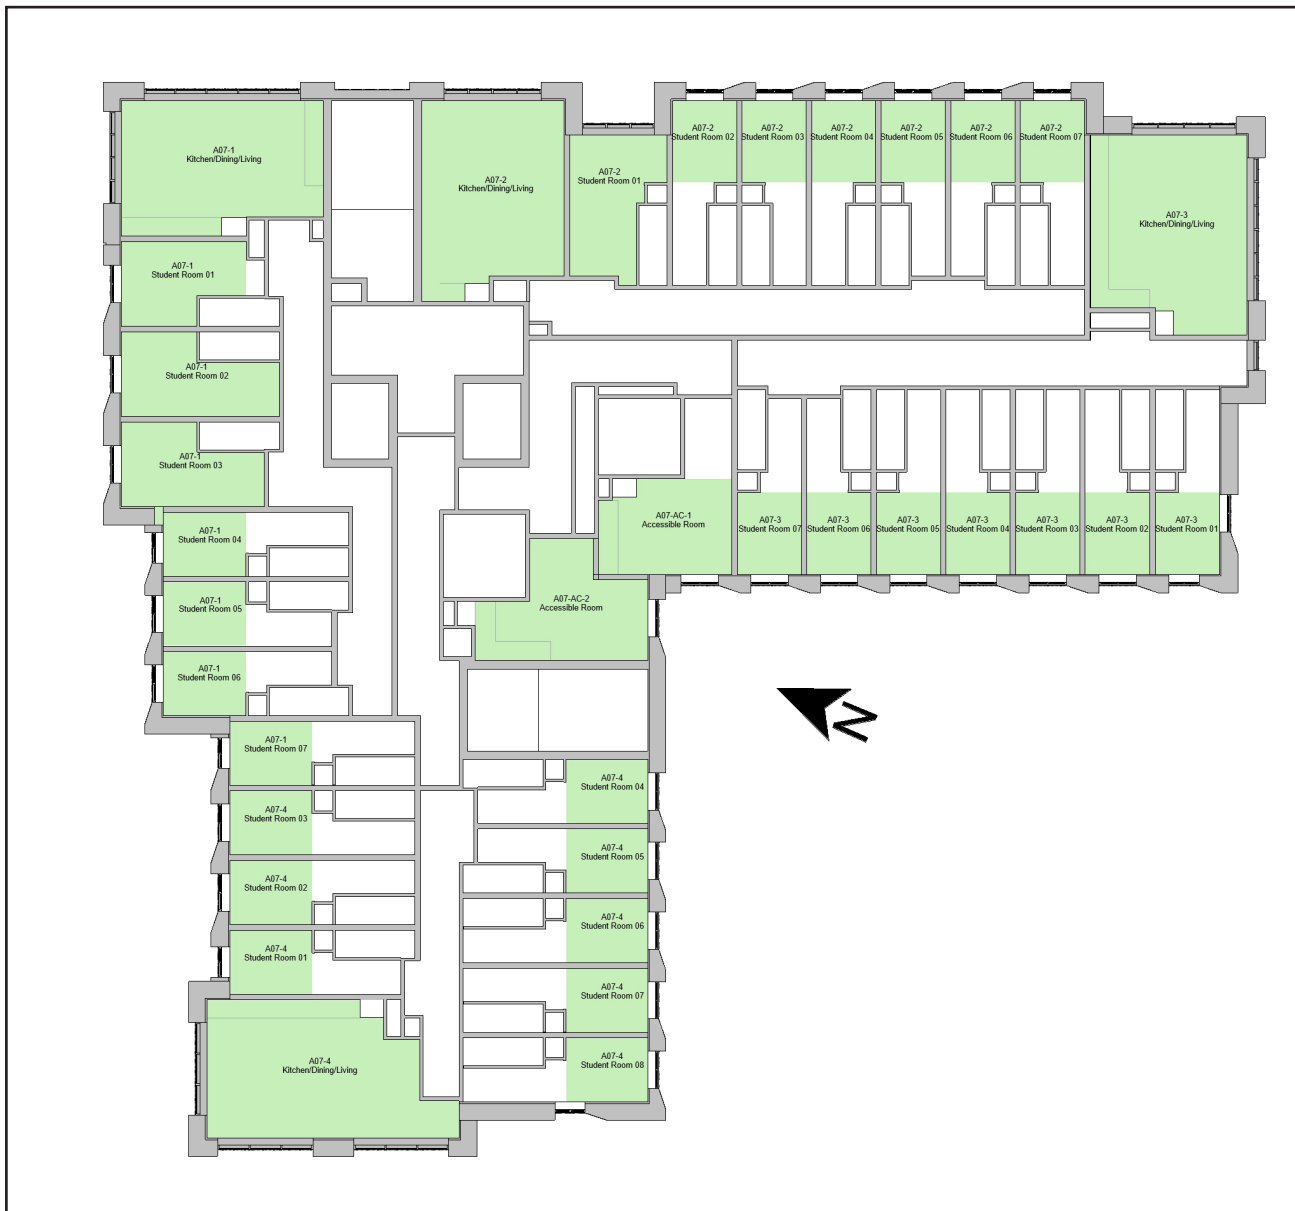 A07-1
Kitchen/Dining/Living
A07-2
Kitchen/Dining/Living
A07-2
Student Room 01
A07-2
Student Room 02
A07-2
Student Room 03
A07-2
Student Room 04
A07-2
Student Room 05
A07-2
Student Room 06
A07-2
Student Room 07
A07-3
Kitchen/Dining/Living
A07-1
Student Room 01
A07-1
Student Room 02
A07-1
Student Room 03
A07-1
Student Room 04
A07-1
Student Room 05
A07-1
Student Room 06
A07-AC-1
Accessible Room
A07-3
Student Room 07
A07-3
Student Room 06
A07-3
Student Room 05
A07-3
Student Room 04
A07-3
Student Room 03
A07-3
Student Room 02
A07-3
Student Room 01
A07-AC-2
Accessible Room
N
A07-1
Student Room 07
A07-4
Student Room 03
A07-4
Student Room 02
A07-4
Student Room 01
A07-4
Student Room 04
A07-4
Student Room 05
A07-4
Student Room 06
A07-4
Student Room 07
A07-4
Student Room 08
A07-4
Kitchen/Dining/Living